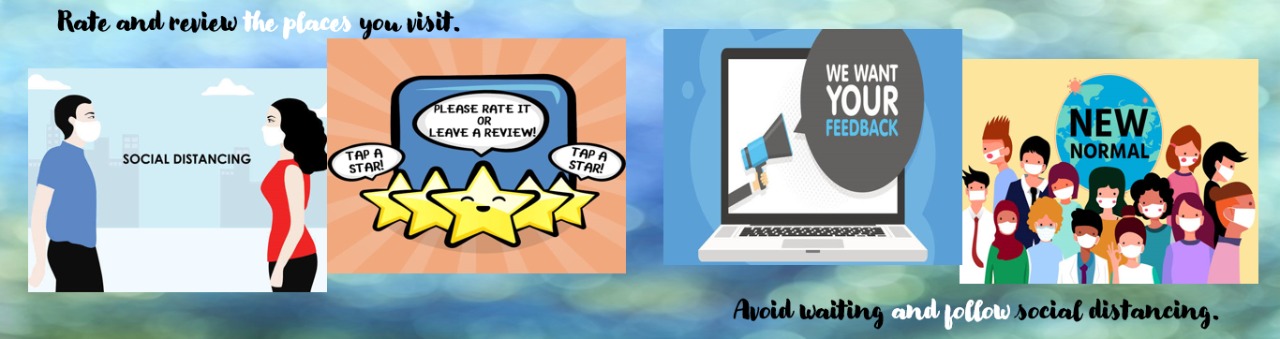 Rate and review the places you visit.
SOCIAL DISTANCING
PLEASE RATE IT
OR
LEAVE A REVIEW!
TAP A
STAR!
TAP A
STAR!
WE WANT
YOUR
FEEDBACK
NEW
NORMAL
Avoid waiting and follow social distancing.